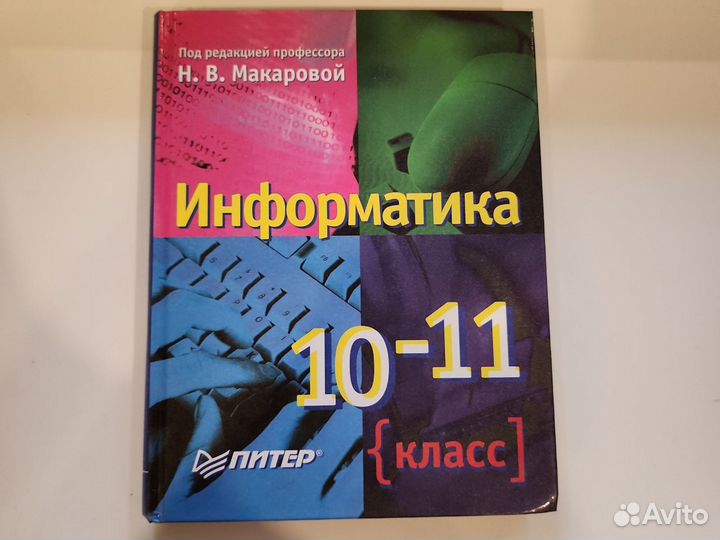 Под редакцией профессора
Н. В. Макаровой
Информатика
10-11
{класс]
ПИТЕР®
Avito